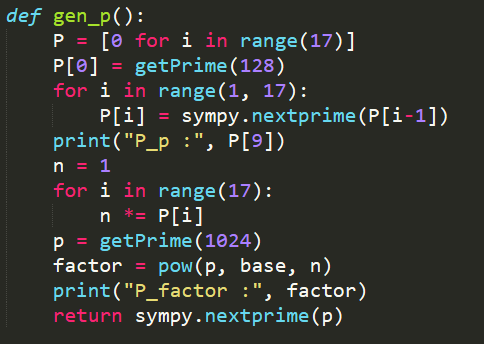 def gen_p():
    P = [0 for i in range(17)]
    P[0] = getPrime(128)
    for i in range(1, 17):
        P[i] = sympy.nextprime(P[i-1])
    print("P_p :", P[9])
    n = 1
    for i in range(17):
        n *= P[i]
    p = getPrime(1024)
    factor = pow(p, base, n)
    print("P_factor :", factor)
    return sympy.nextprime(p)